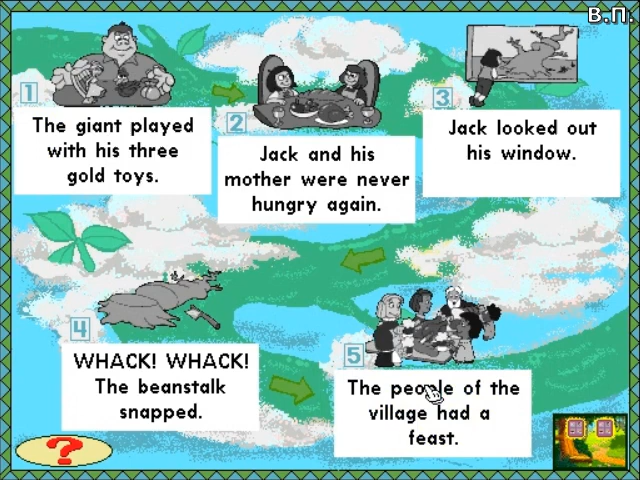 В.П.
1
The giant played
with his three
gold toys.
2
Jack and his
mother were never
hungry again.
3
Jack looked out
his window.
4
WHACK! WHACK!
The beanstalk
snapped.
5
The people of the
village had a
feast.
?